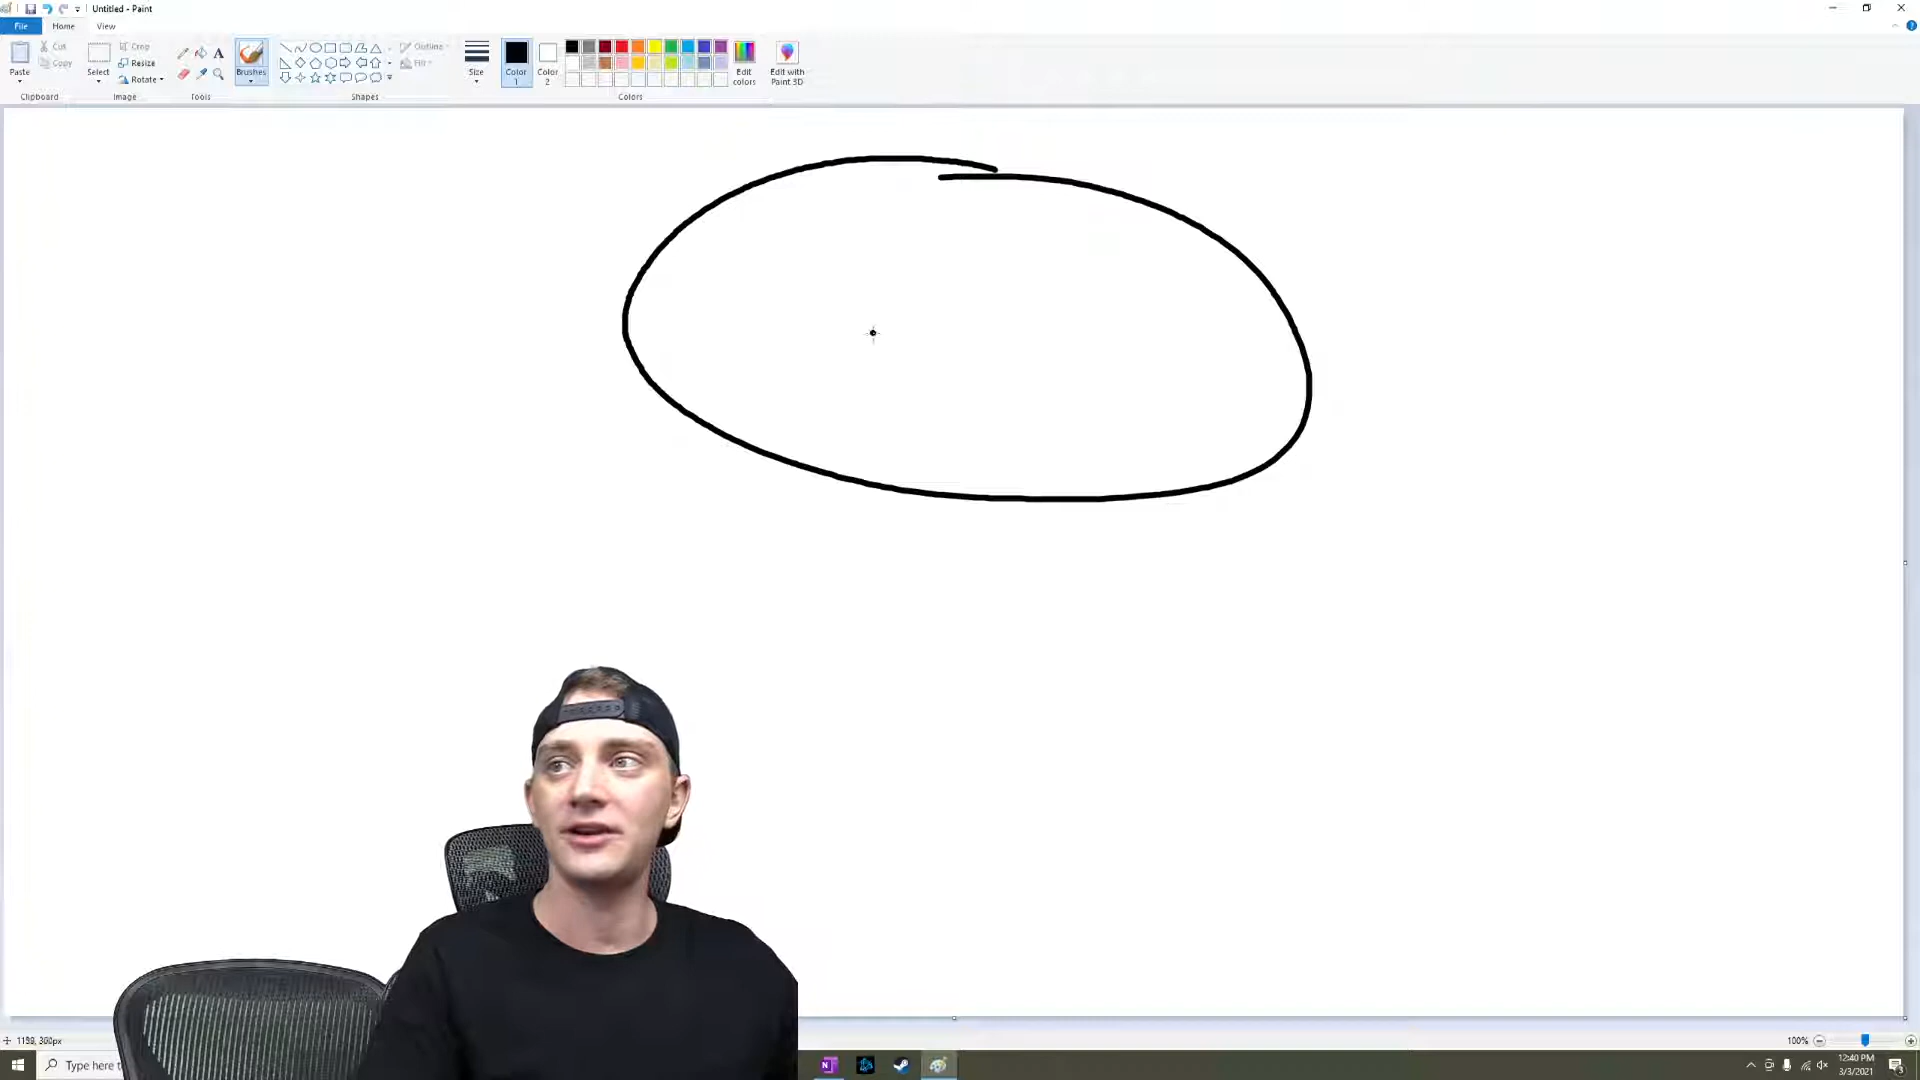 Untitled - Paint
File Home View
Paste
Cut
Copy
Clipboard
Select
Crop
Resize
Rotate
Image
Tools
Brushes
Outline
Fill
Shapes
Size
Color 1
Color 2
Colors
Edit colors
Edit with Paint 3D
100%
Type here t
12:40 PM
3/3/2021